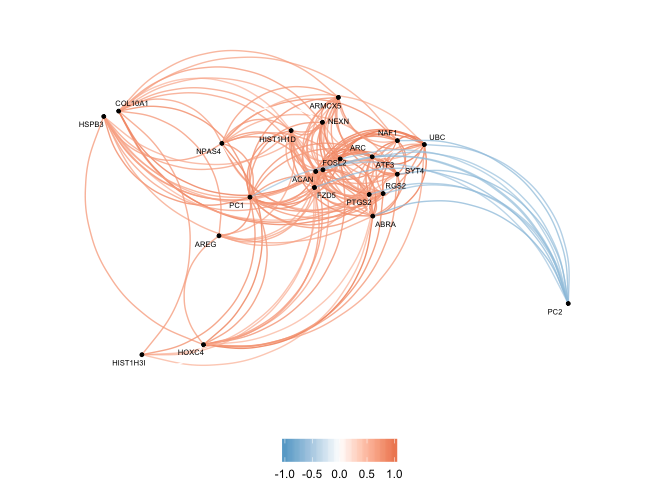 ARMCX5
COL10A1
HSPB3
NEXN
NAF1
UBC
HIST1H1D
NPAS4
ARC
FOSL2
ATF3
ACAN
SYT4
RGS2
FZD5
PTGS2
PC1
ABRA
AREG
PC2
HOXC4
HIST1H3I
-1.0 -0.5 0.0 0.5 1.0